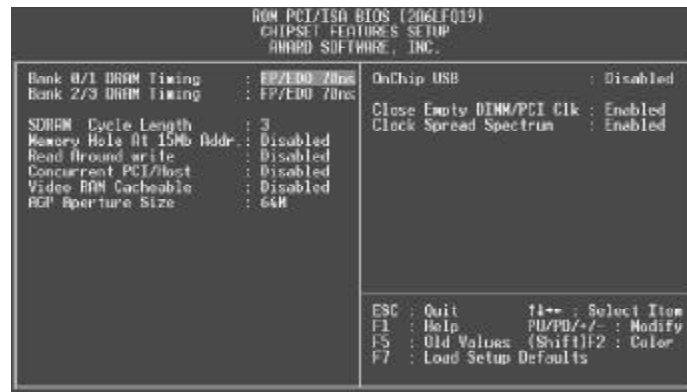 ROM PCI/ISA BIOS (2A6LFQ19)
CHIPSET FEATURES SETUP
AWARD SOFTWARE, INC.
Bank 0/1 DRAM Timing : FP/EDO 70ns
Bank 2/3 DRAM Timing : FP/EDO 70ns
SDRAM Cycle Length : 3
Memory Hole At 15Mb Addr.: Disabled
Read Around write : Disabled
Concurrent PCI/Host : Disabled
Video RAM Cacheable : Disabled
AGP Aperture Size : 64M
OnChip USB : Disabled
Close Empty DIMM/PCI Clk : Enabled
Clock Spread Spectrum : Enabled
ESC : Quit ↑↓→← : Select Item
F1 : Help PU/PD/+/- : Modify
F5 : Old Values (Shift)F2 : Color
F7 : Load Setup Defaults